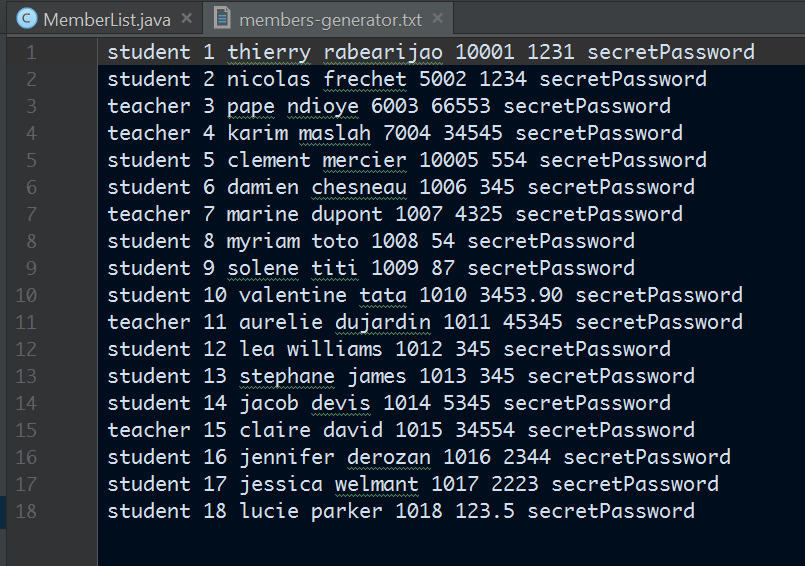 MemberList.java members-generator.txt
1 student 1 thierry rabearijao 10001 1231 secretPassword
2 student 2 nicolas frechet 5002 1234 secretPassword
3 teacher 3 pape ndioye 6003 66553 secretPassword
4 teacher 4 karim maslah 7004 34545 secretPassword
5 student 5 clement mercier 10005 554 secretPassword
6 student 6 damien chesneau 1006 345 secretPassword
7 teacher 7 marine dupont 1007 4325 secretPassword
8 student 8 myriam toto 1008 54 secretPassword
9 student 9 solene titi 1009 87 secretPassword
10 student 10 valentine tata 1010 3453.90 secretPassword
11 teacher 11 aurelie dujardin 1011 45345 secretPassword
12 student 12 lea williams 1012 345 secretPassword
13 student 13 stephane james 1013 345 secretPassword
14 student 14 jacob devis 1014 5345 secretPassword
15 teacher 15 claire david 1015 34554 secretPassword
16 student 16 jennifer derozan 1016 2344 secretPassword
17 student 17 jessica welmant 1017 2223 secretPassword
18 student 18 lucie parker 1018 123.5 secretPassword